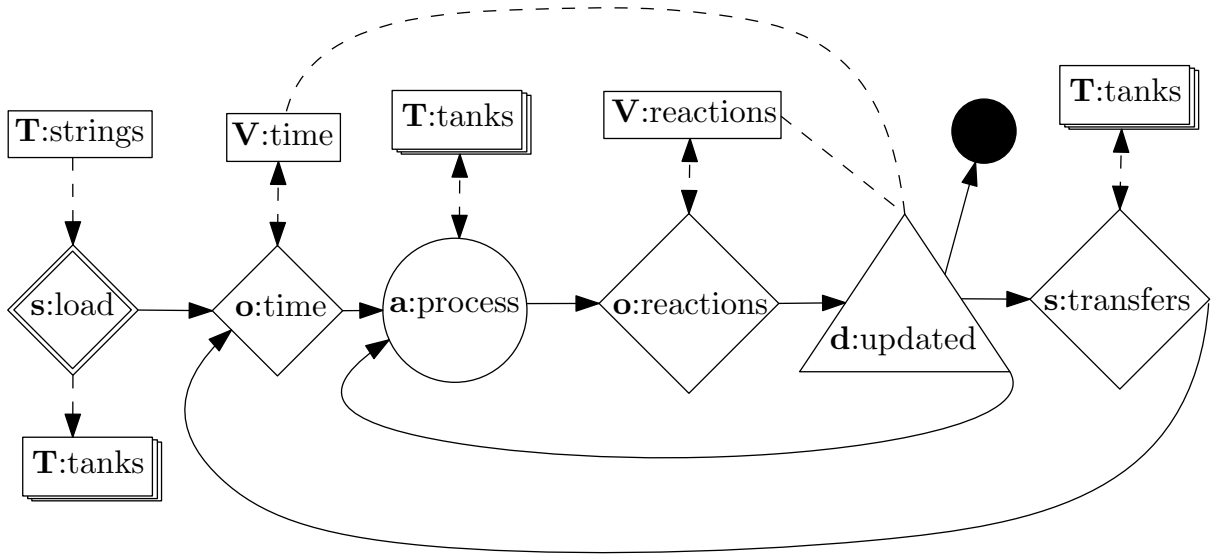 T:strings
V:time
T:tanks
V:reactions
T:tanks
s:load
o:time
a:process
o:reactions
d:updated
s:transfers
T:tanks